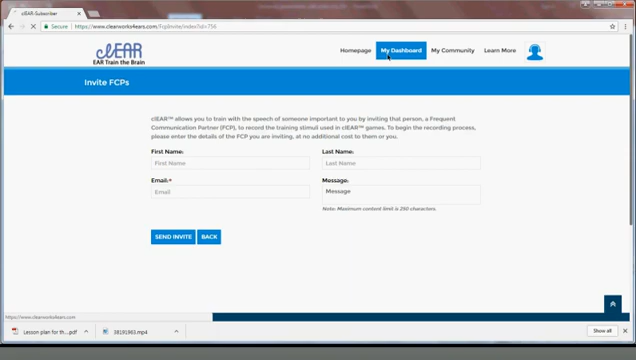 clEAR-Subscriber
Secure
https://www.clearworks4ears.com/FcpInvite/Index?id=756
clEAR
EAR Train the Brain
Homepage
My Dashboard
My Community
Learn More
Invite FCPs
clEAR™ allows you to train with the speech of someone important to you by inviting that person, a Frequent
Communication Partner (FCP), to record the training stimuli used in clEAR™ games. To begin the recording process,
please enter the details of the FCP you are inviting, at no additional cost to them or you.
First Name:
Last Name:
First Name
Last Name
Email:*
Message:
Email
Message
Note: Maximum content limit is 250 characters.
SEND INVITE
BACK
https://www.clearworks4ears.com
Lesson plan for th....pdf
38191963.mp4
Show all